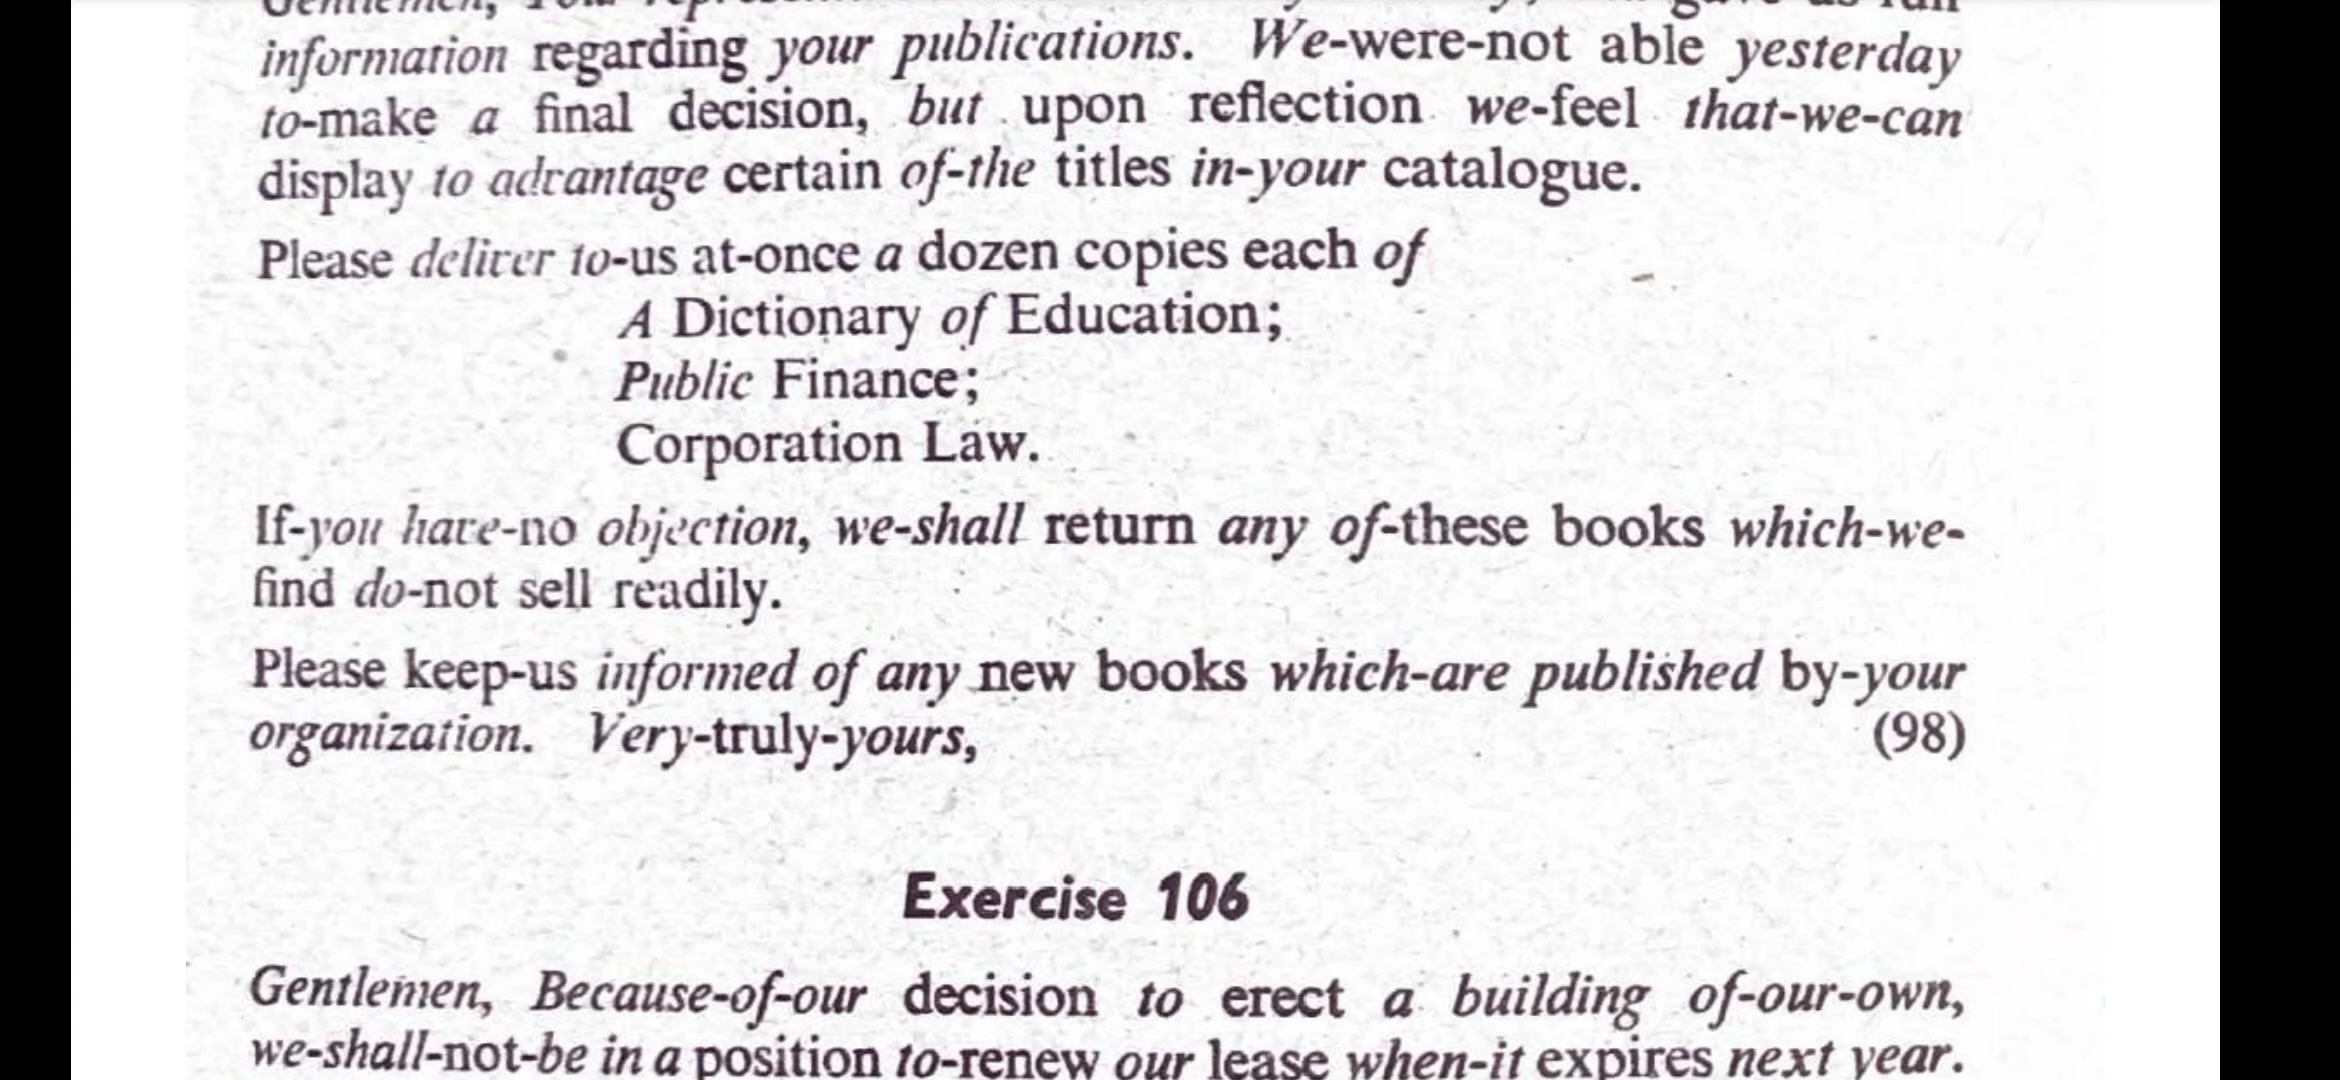 information regarding your publications. We-were-not able yesterday
to-make a final decision, but upon reflection we-feel that-we-can
display to advantage certain of-the titles in-your catalogue.
Please deliver to-us at-once a dozen copies each of
A Dictionary of Education;
Public Finance;
Corporation Law.
If-you have-no objection, we-shall return any of-these books which-we-
find do-not sell readily.
Please keep-us informed of any new books which-are published by-your
organization. Very-truly-yours, (98)
Exercise 106
Gentlemen, Because-of-our decision to erect a building of-our-own,
we-shall-not-be in a position to-renew our lease when-it expires next year.